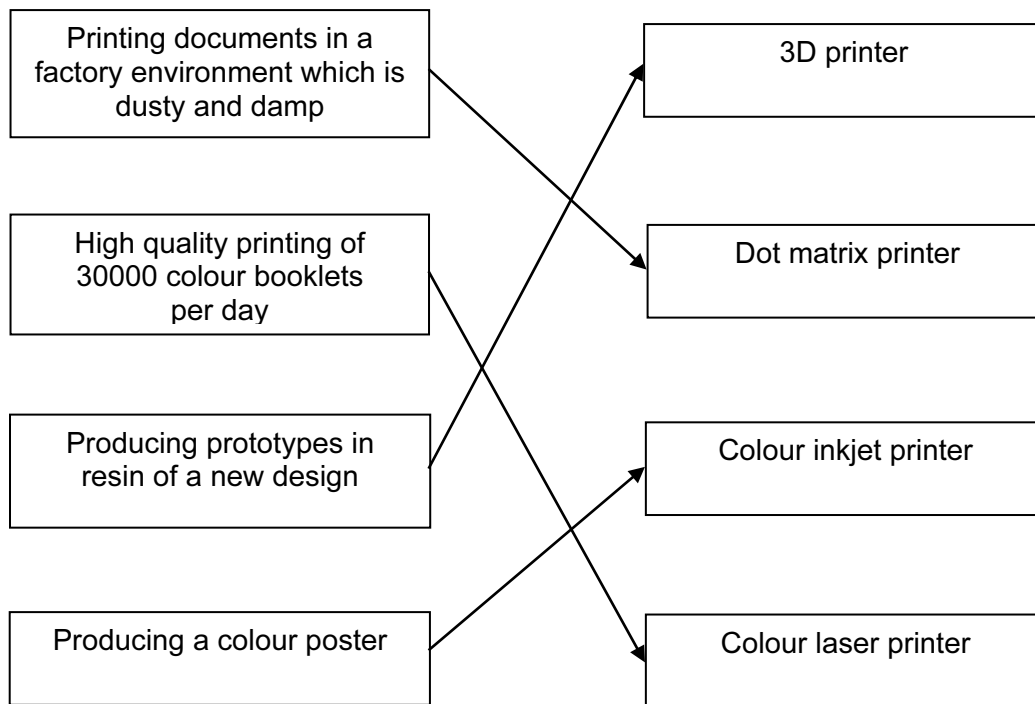 Printing documents in a
factory environment which is
dusty and damp
3D printer
High quality printing of
30000 colour booklets
per day
Dot matrix printer
Producing prototypes in
resin of a new design
Colour inkjet printer
Producing a colour poster
Colour laser printer